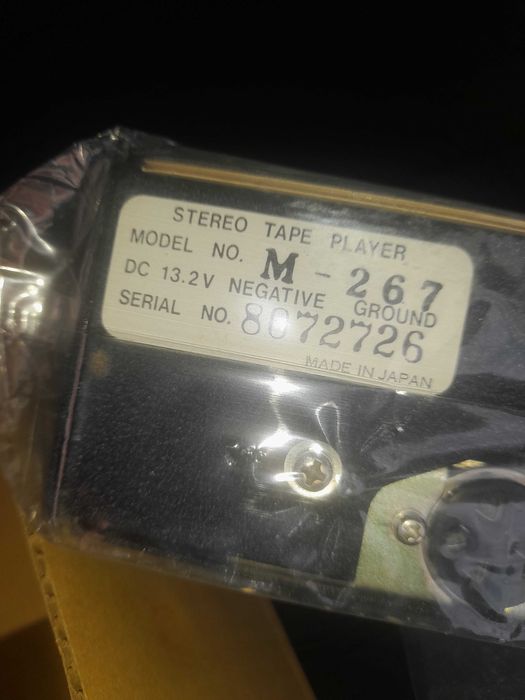 STEREO TAPE PLAYER
MODEL NO. M-267
DC 13.2V NEGATIVE GROUND
SERIAL NO. 8072726
MADE IN JAPAN